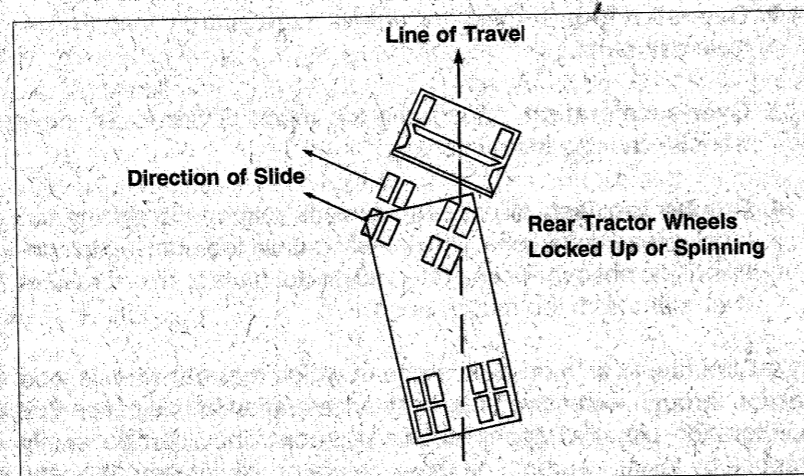 Line of Travel
Direction of Slide
Rear Tractor Wheels
Locked Up or Spinning